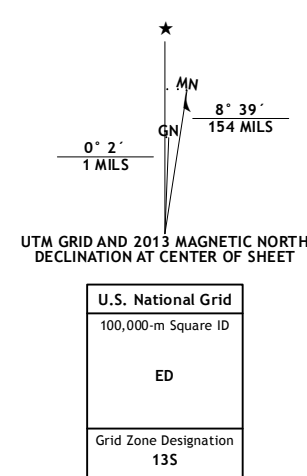 ★
MN
8° 39´
154 MILS
GN
0° 2´
1 MILS
UTM GRID AND 2013 MAGNETIC NORTH
DECLINATION AT CENTER OF SHEET
U.S. National Grid
100,000-m Square ID
ED
Grid Zone Designation
13S